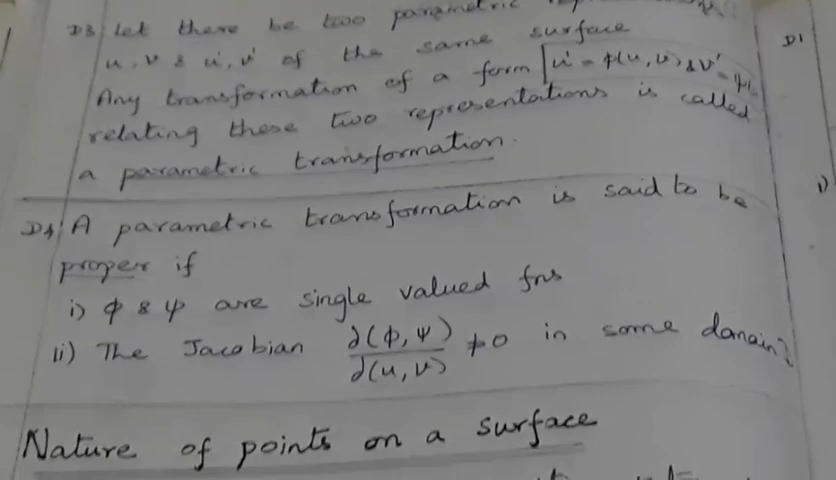 D3 Let there be two parametric
u, v & u', v' of the same surface
Any transformation of a form u' = φ(u, v) & v' = ψ(
relating these two representations is called
a parametric transformation.
D4 A parametric transformation is said to be
proper if
i) φ & ψ are single valued fns
ii) The Jacobian ∂(φ, ψ)/∂(u, v) ≠ 0 in some domain
Nature of points on a surface
D1
i)